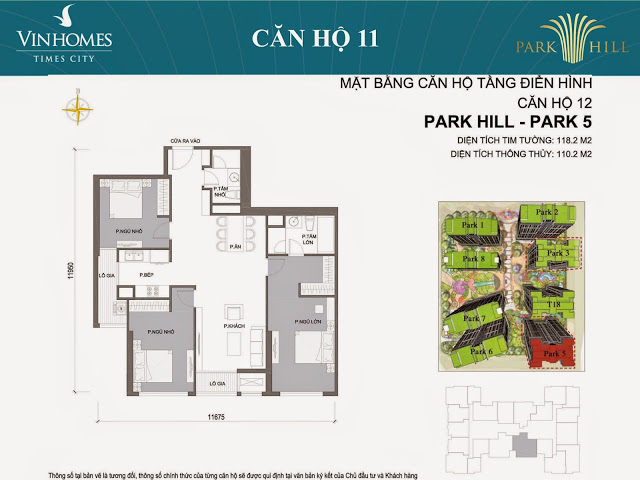 VINHOMES
TIMES CITY
CĂN HỘ 11
PARK HILL
MẶT BẰNG CĂN HỘ TẦNG ĐIỂN HÌNH
CĂN HỘ 12
PARK HILL - PARK 5
DIỆN TÍCH TIM TƯỜNG: 118.2 M2
DIỆN TÍCH THÔNG THỦY: 110.2 M2
CỬA RA VÀO
P.TẮM
NHỎ
P.NGỦ NHỎ
P.ĂN
P.TẮM
LỚN
LÔ GIA
P.BẾP
11950
P.NGỦ NHỎ
P.KHÁCH
P.NGỦ LỚN
LÔ GIA
11675
Park 1
Park 2
Park 3
Park 8
T18
Park 7
Park 6
Park 5
Thông số tại bản vẽ là tương đối, thông số chính thức của từng căn hộ sẽ được qui định tại văn bản ký kết của Chủ đầu tư và Khách hàng